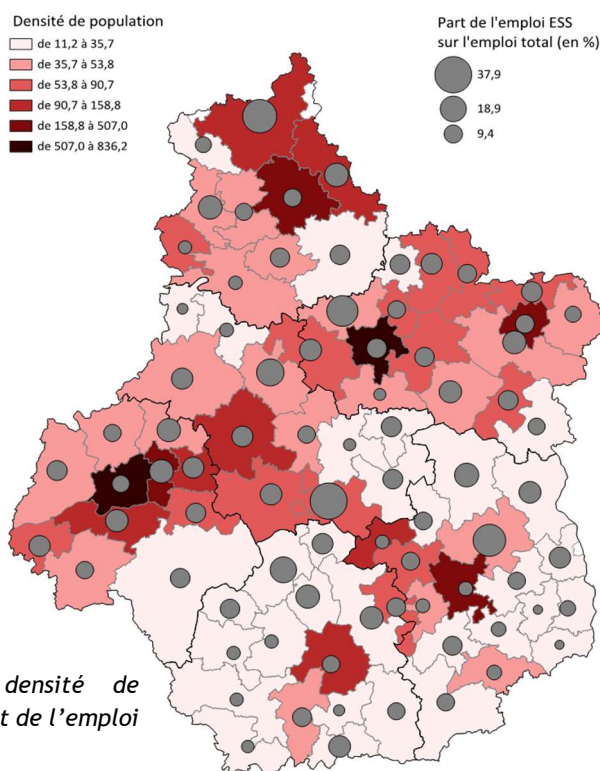 Densité de population
de 11,2 à 35,7
de 35,7 à 53,8
de 53,8 à 90,7
de 90,7 à 158,8
de 158,8 à 507,0
de 507,0 à 836,2
Part de l'emploi ESS
sur l'emploi total (en %)
37,9
18,9
9,4
densité de
t de l’emploi